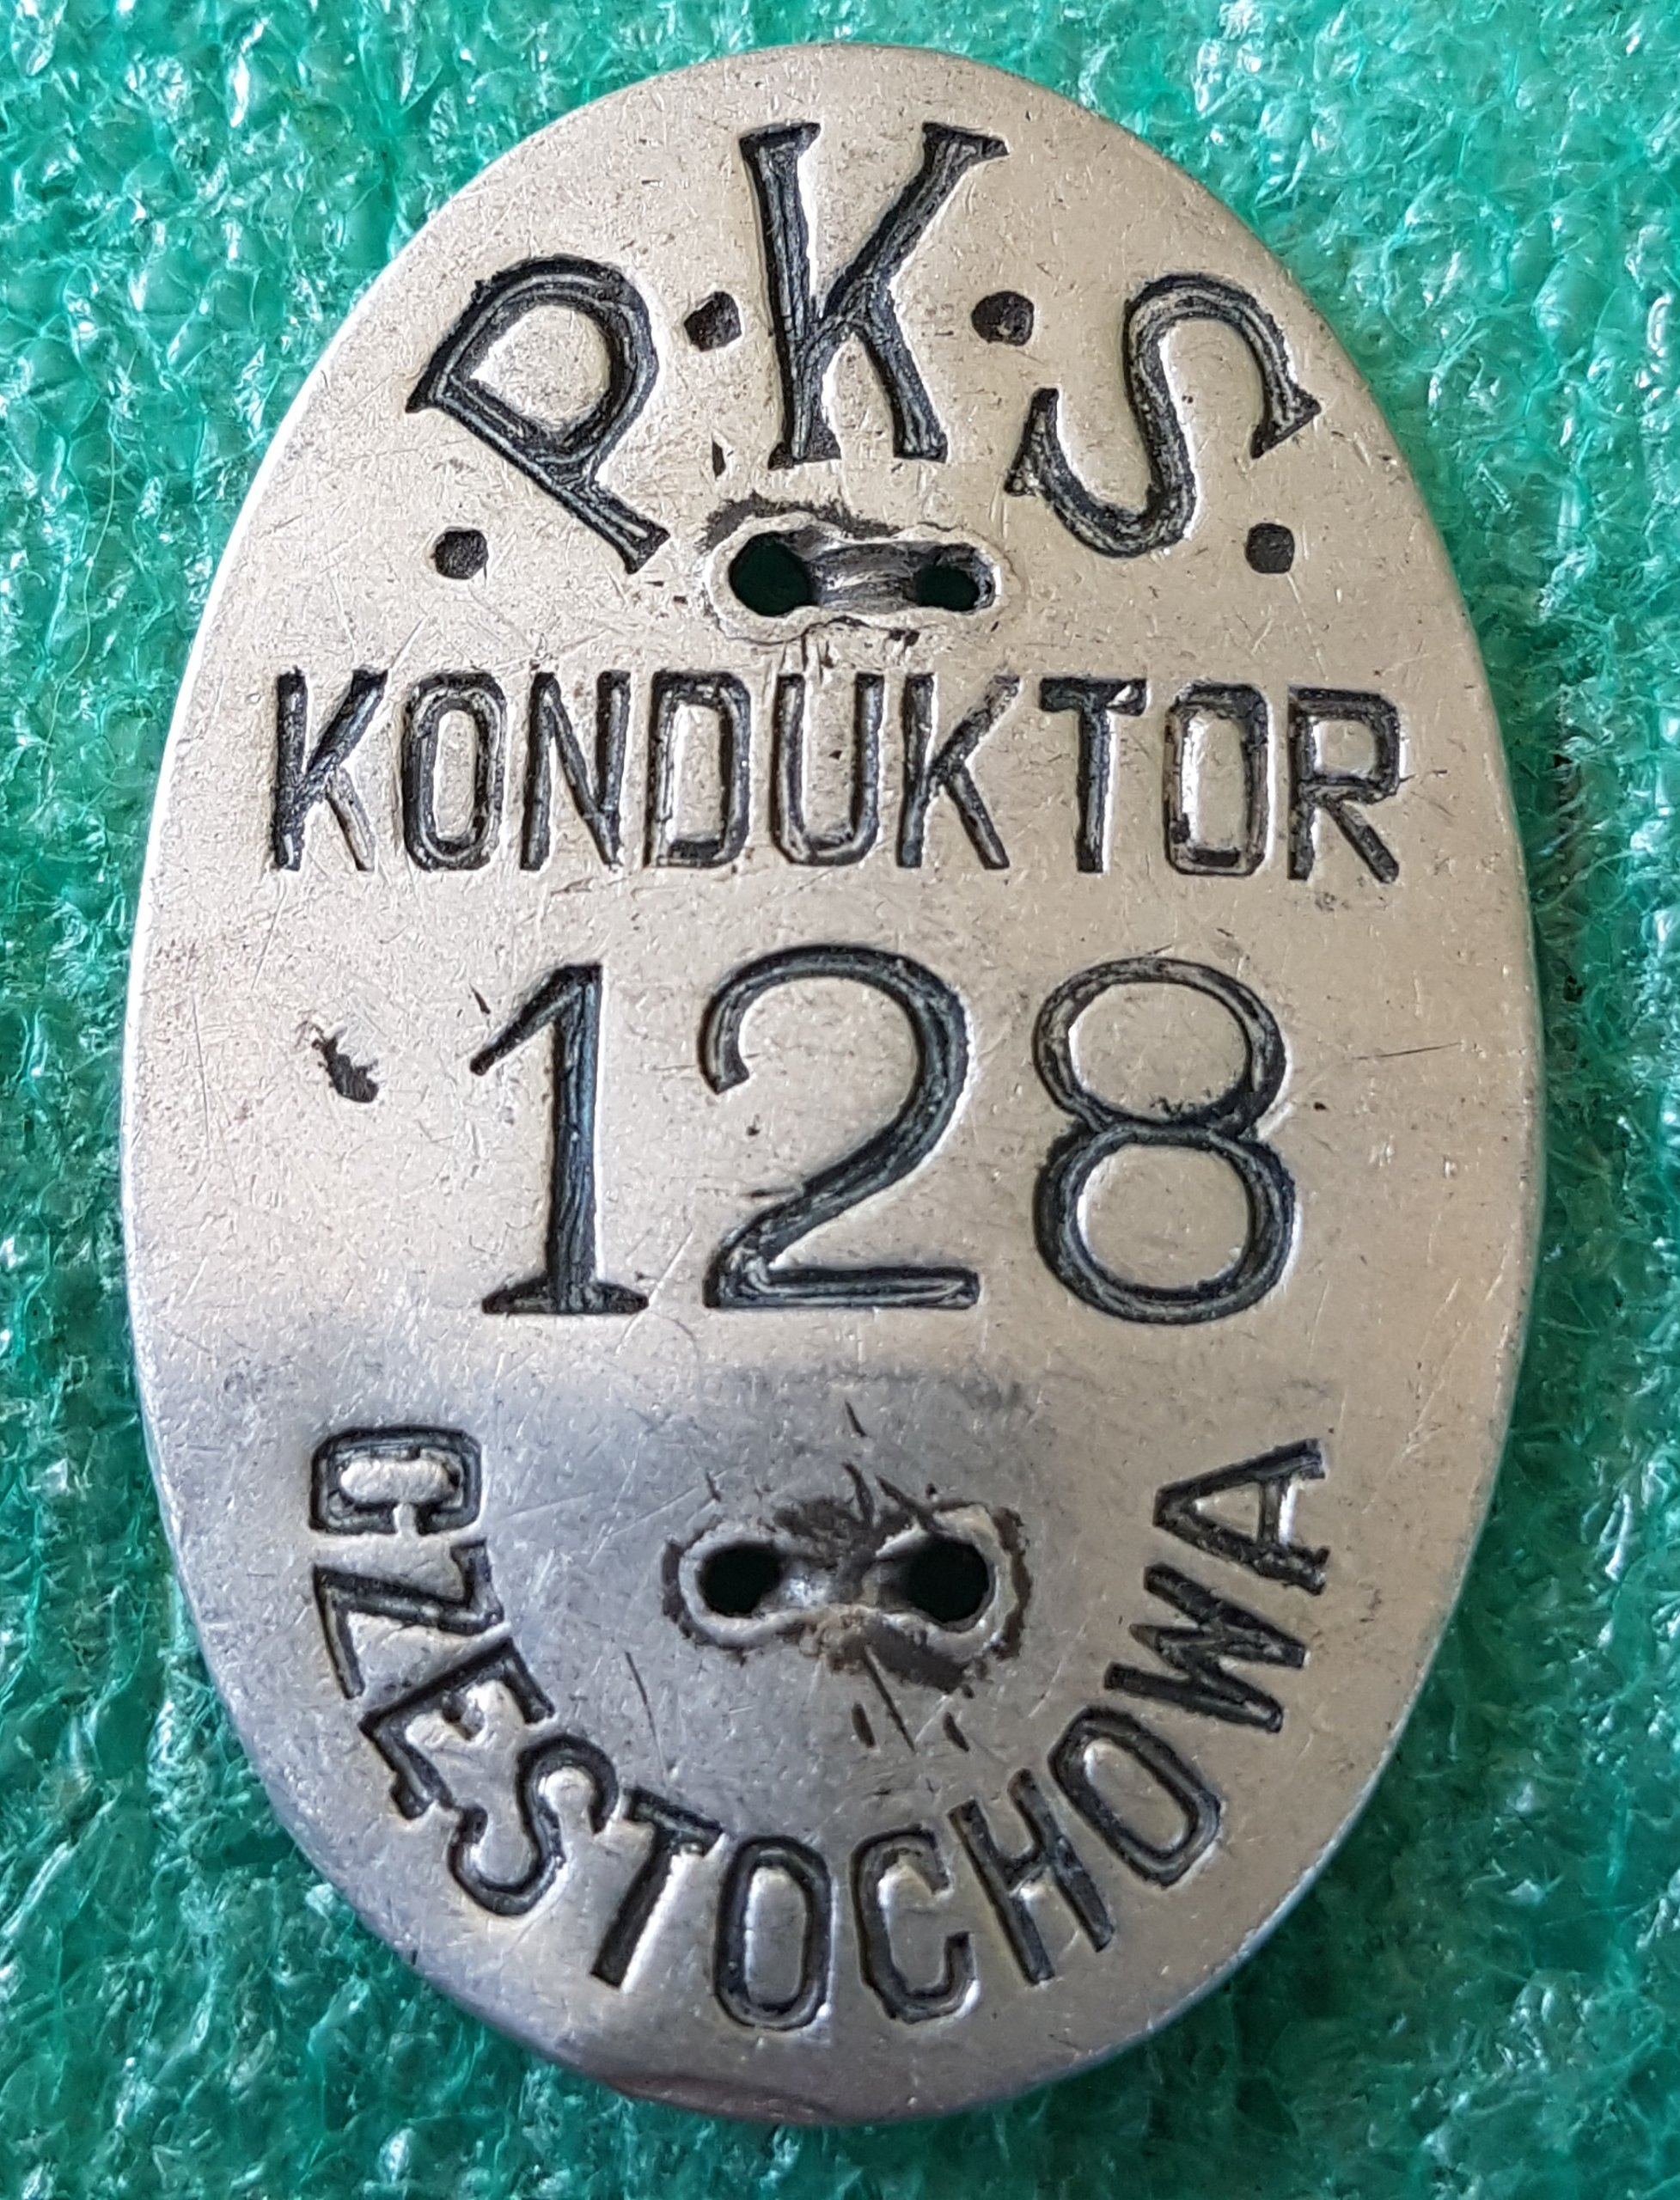 .P.K.S.
KONDUKTOR
128
CZESTOCHOWA